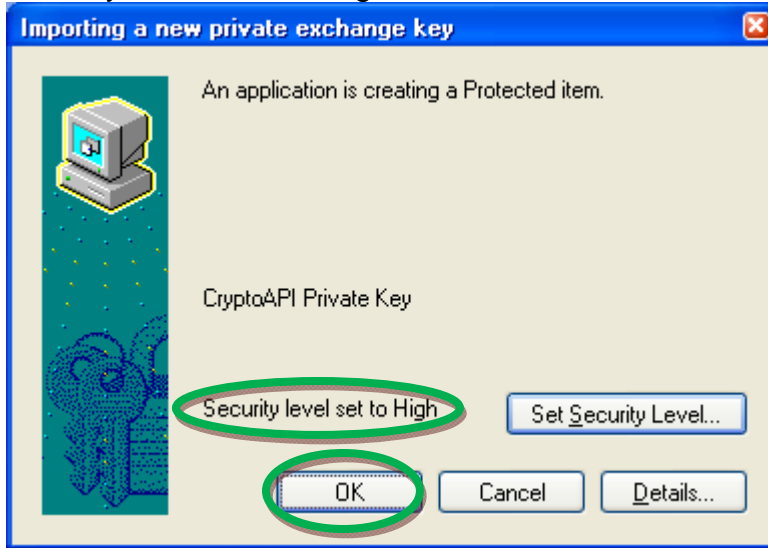 Importing a new private exchange key
An application is creating a Protected item.
CryptoAPI Private Key
Security level set to High
Set Security Level...
OK
Cancel
Details...